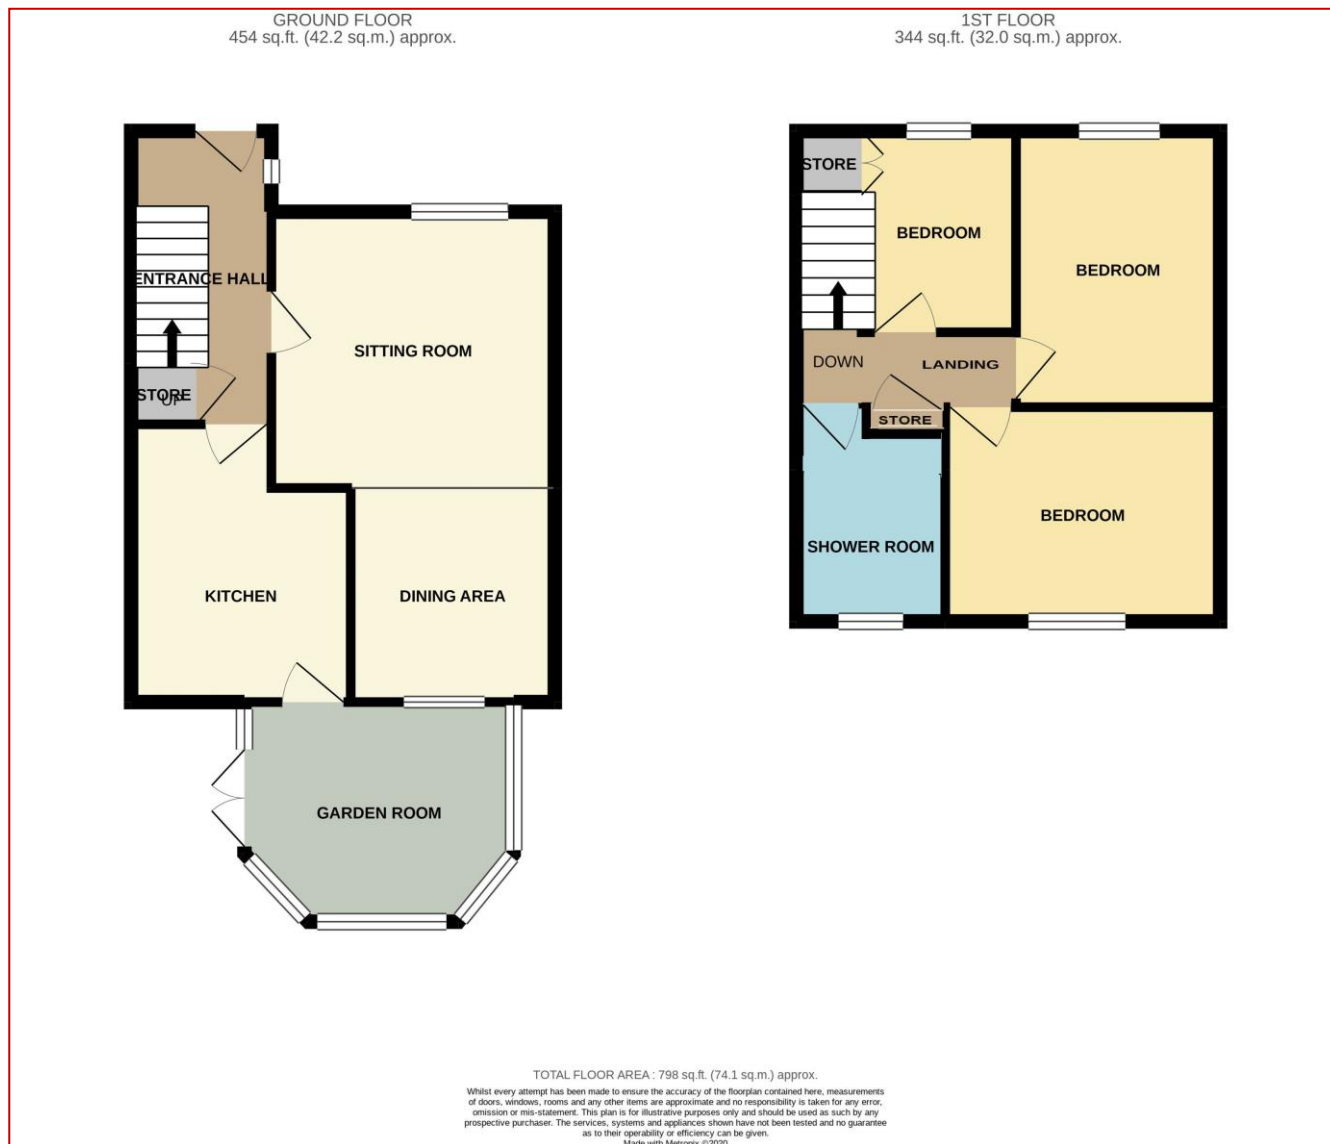 GROUND FLOOR
454 sq.ft. (42.2 sq.m.) approx.
1ST FLOOR
344 sq.ft. (32.0 sq.m.) approx.
ENTRANCE HALL
STORE
UP
SITTING ROOM
KITCHEN
DINING AREA
GARDEN ROOM
STORE
BEDROOM
BEDROOM
DOWN
LANDING
STORE
SHOWER ROOM
BEDROOM
TOTAL FLOOR AREA : 798 sq.ft. (74.1 sq.m.) approx.
Whilst every attempt has been made to ensure the accuracy of the floorplan contained here, measurements
of doors, windows, rooms and any other items are approximate and no responsibility is taken for any error,
omission or mis-statement. This plan is for illustrative purposes only and should be used as such by any
prospective purchaser. The services, systems and appliances shown have not been tested and no guarantee
as to their operability or efficiency can be given.
Made with Metropix ©2020